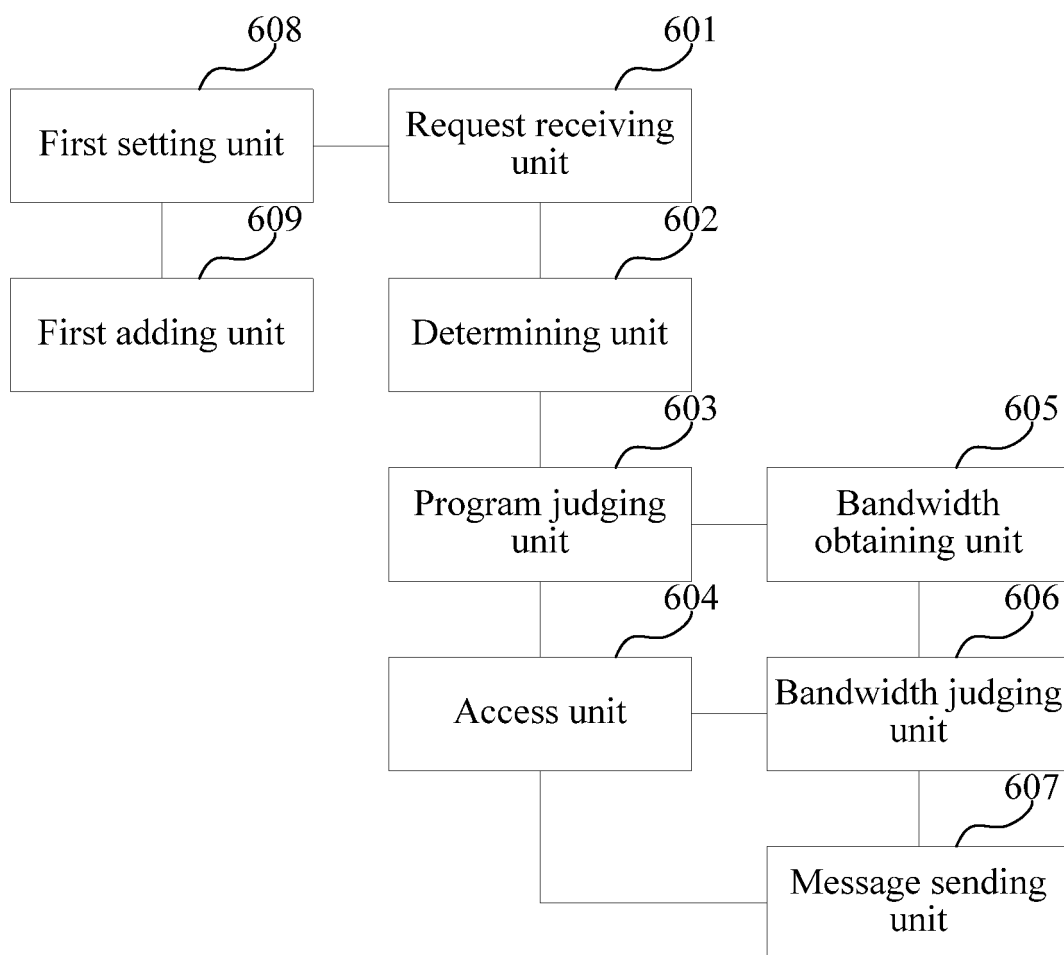 608
601
First setting unit
Request receiving
unit
609
602
First adding unit
Determining unit
603
605
Program judging
unit
Bandwidth
obtaining unit
604
606
Access unit
Bandwidth judging
unit
607
Message sending
unit